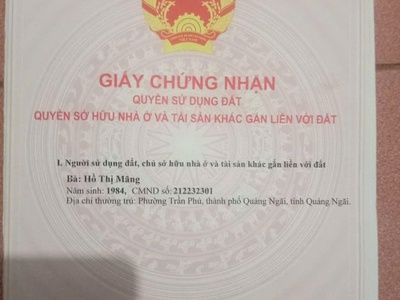 GIẤY CHỨNG NHẬN
QUYỀN SỬ DỤNG ĐẤT
QUYỀN SỞ HỮU NHÀ Ở VÀ TÀI SẢN KHÁC GẮN LIỀN VỚI ĐẤT
I. Người sử dụng đất, chủ sở hữu nhà ở và tài sản khác gắn liền với đất
Bà: Hồ Thị Măng
Năm sinh: 1984, CMND số: 212232301
Địa chỉ thường trú: Phường Trần Phú, thành phố Quảng Ngãi, tỉnh Quảng Ngãi.